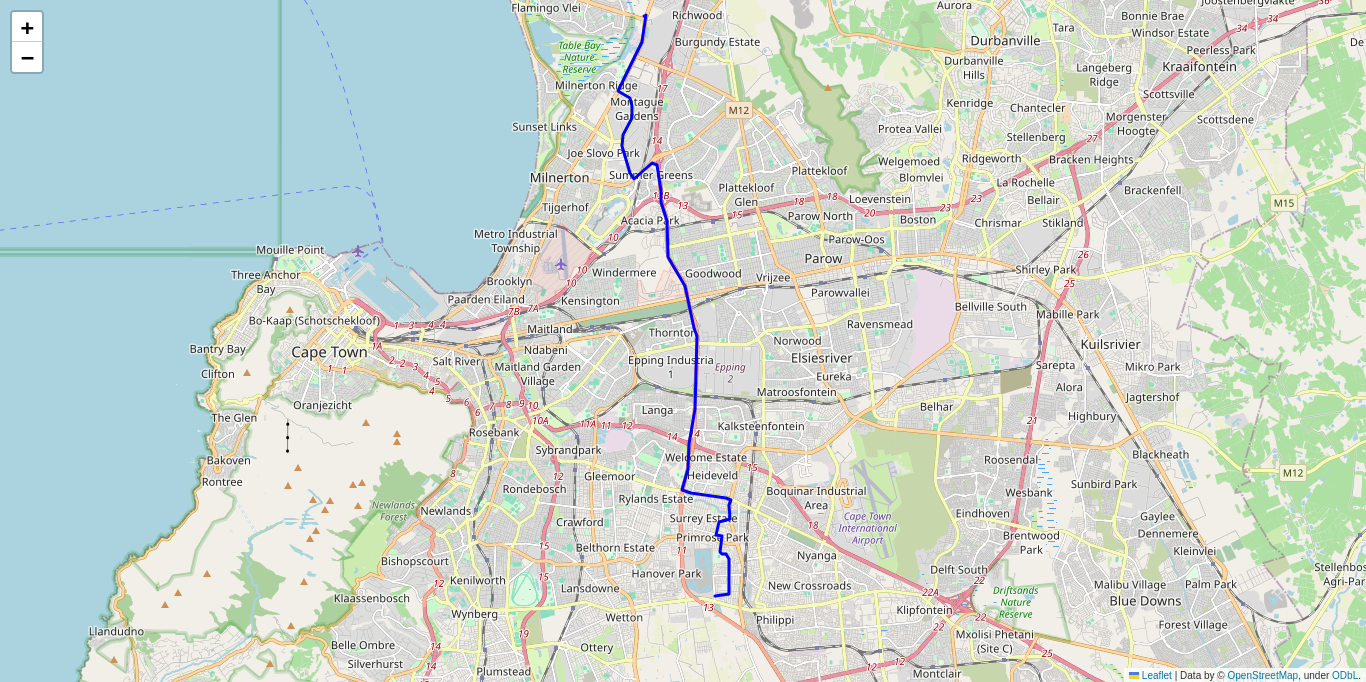 +
−
Flamingo Vlei
Richwood
Aurora
Joostenbergvlakte
Bonnie Brae
Tara
Windsor Estate
Durbanville
Burgundy Estate
Table Bay
Nature
Reserve
Peerless Park
De
Durbanville
Hills
Langeberg
Ridge
Kraaifontein
Milnerton Ridge
Scottsville
Montague
Gardens
M12
Kenridge
Chantecler
Morgenster
Hoogte
Scottsdene
Sunset Links
Protea Vallei
Stellenberg
Joe Slovo Park
Welgemoed
Ridgeworth
Bracken Heights
Milnerton
Summer Greens
Plattekloof
Blomvlei
La Rochelle
Brackenfell
Plattekloof
Glen
Loevenstein
Bellair
M15
Tijgerhof
Acacia Park
Parow North
Boston
Chrismar
Stikland
Metro Industrial
Township
Parow-Oos
Mouille Point
Parow
Three Anchor
Bay
Brooklyn
Windermere
Goodwood
Vrijzee
Shirley Park
Paarden Eiland
Kensington
Parowvallei
Bellville South
Mabille Park
Bo-Kaap (Schotschekloof)
Maitland
Thornton
Ravensmead
Bantry Bay
Cape Town
Salt River
Ndabeni
Norwood
Kuilsrivier
Clifton
Maitland Garden
Village
Epping Industria
1
Epping
2
Elsiesriver
Sarepta
Mikro Park
Eureka
Alora
Oranjezicht
Matroosfontein
Jagtershof
The Glen
Langa
Belhar
Highbury
Rosebank
Kalksteenfontein
Sybrandpark
Bakoven
Welcome Estate
Roosendal
Blaauwheath
Rontree
Gleemoor
Heideveld
M12
Rondebosch
Rylands Estate
Boquinar Industrial
Area
Wesbank
Sunbird Park
Newlands
Forest
Newlands
Crawford
Surrey Estate
Cape Town
International
Airport
Eindhoven
Gaylee
Primrose Park
Brentwood
Park
Dennemere
Belthorn Estate
Nyanga
Kleinvlei
Bishopscourt
Hanover Park
Delft South
Stellenbos
Agri-Par
Kenilworth
Lansdowne
New Crossroads
Driftsands
Nature
Reserve
Malibu Village
Palm Park
Klaassenbosch
Blue Downs
Wynberg
Wetton
Philippi
Klipfontein
Forest Village
Llandudno
Belle Ombre
Ottery
Mxolisi Phetani
(Site C)
Silverhurst
Plumstead
Montclair
Leaflet | Data by © OpenStreetMap, under ODbL.